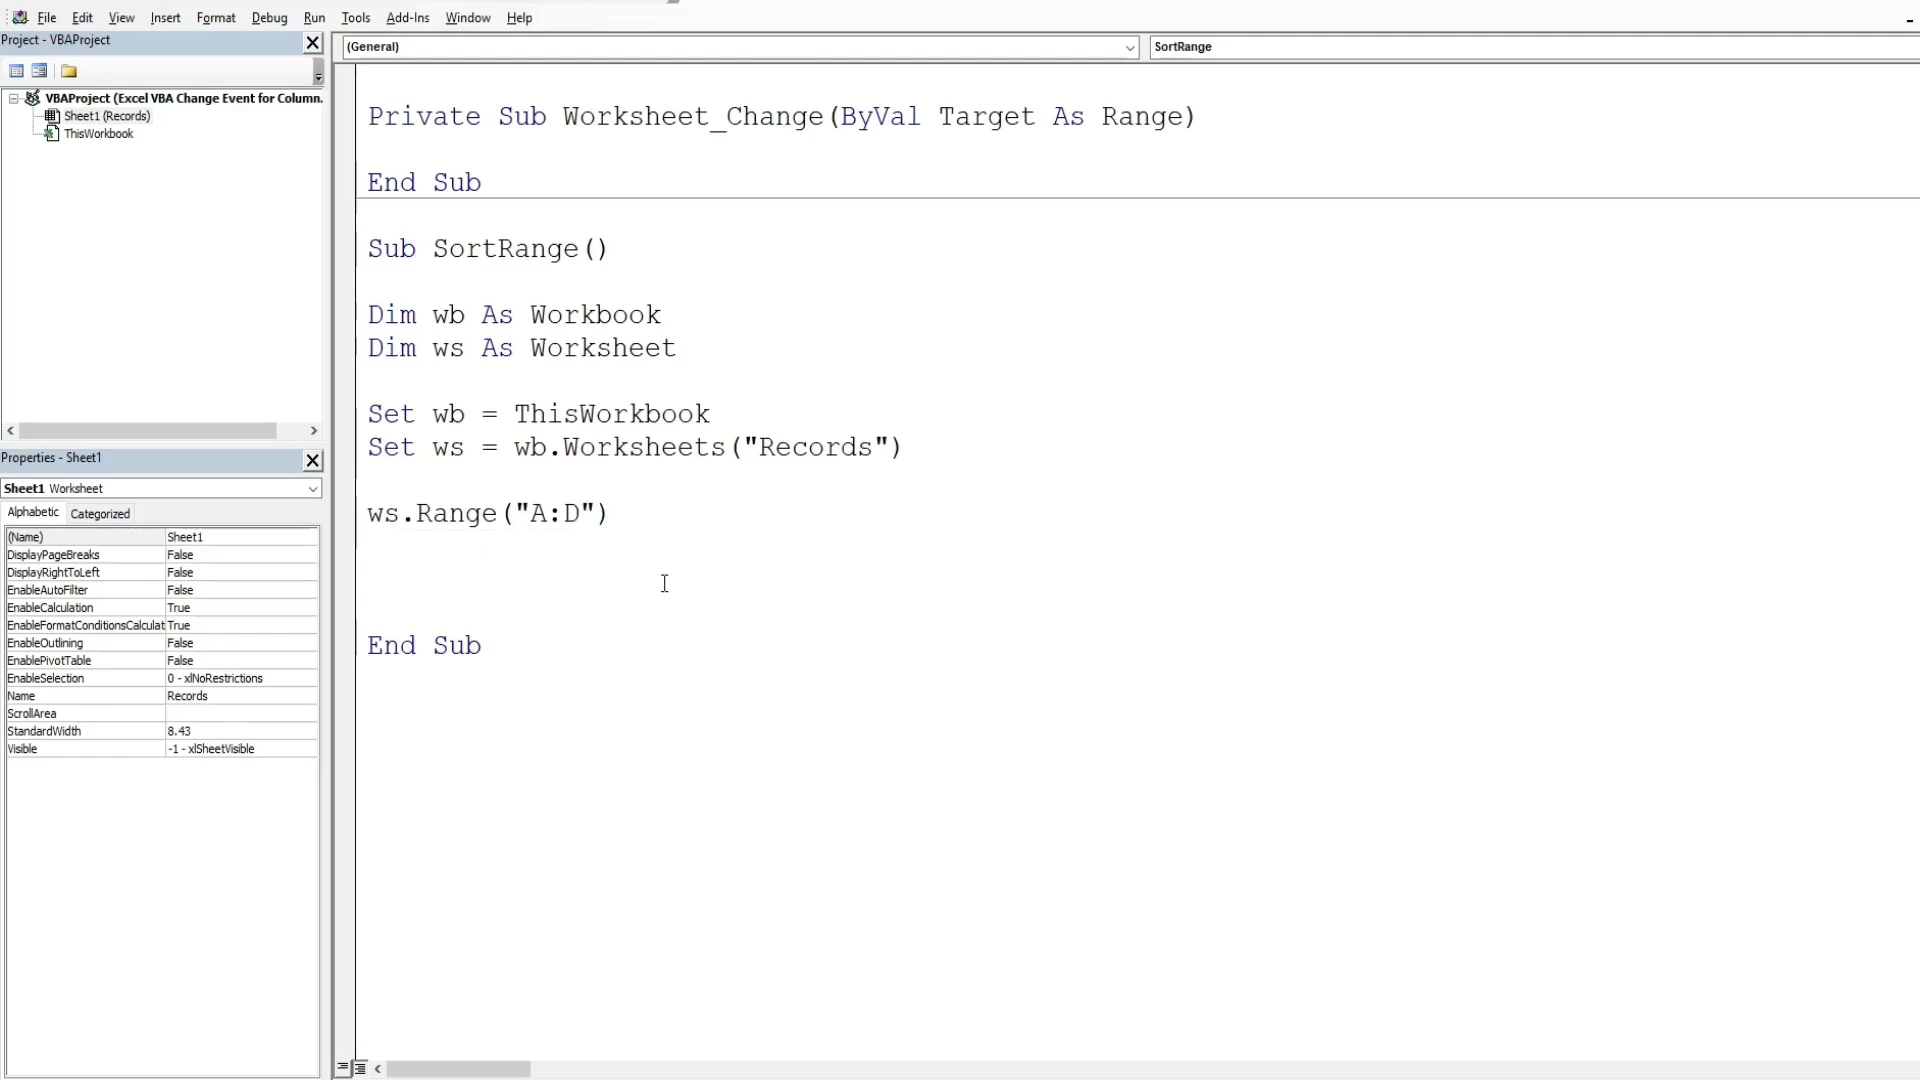 File Edit View Insert Format Debug Run Tools Add-Ins Window Help
Project - VBAProject
VBAProject (Excel VBA Change Event for Column.
Sheet1 (Records)
ThisWorkbook
Properties - Sheet1
Sheet1 Worksheet
Alphabetic Categorized
(Name) Sheet1
DisplayPageBreaks False
DisplayRightToLeft False
EnableAutoFilter False
EnableCalculation True
EnableFormatConditionsCalculat True
EnableOutlining False
EnablePivotTable False
EnableSelection 0 - xlNoRestrictions
Name Records
ScrollArea
StandardWidth 8.43
Visible -1 - xlSheetVisible
(General) SortRange
Private Sub Worksheet_Change(ByVal Target As Range)
End Sub
Sub SortRange()
Dim wb As Workbook
Dim ws As Worksheet
Set wb = ThisWorkbook
Set ws = wb.Worksheets("Records")
ws.Range("A:D")
End Sub